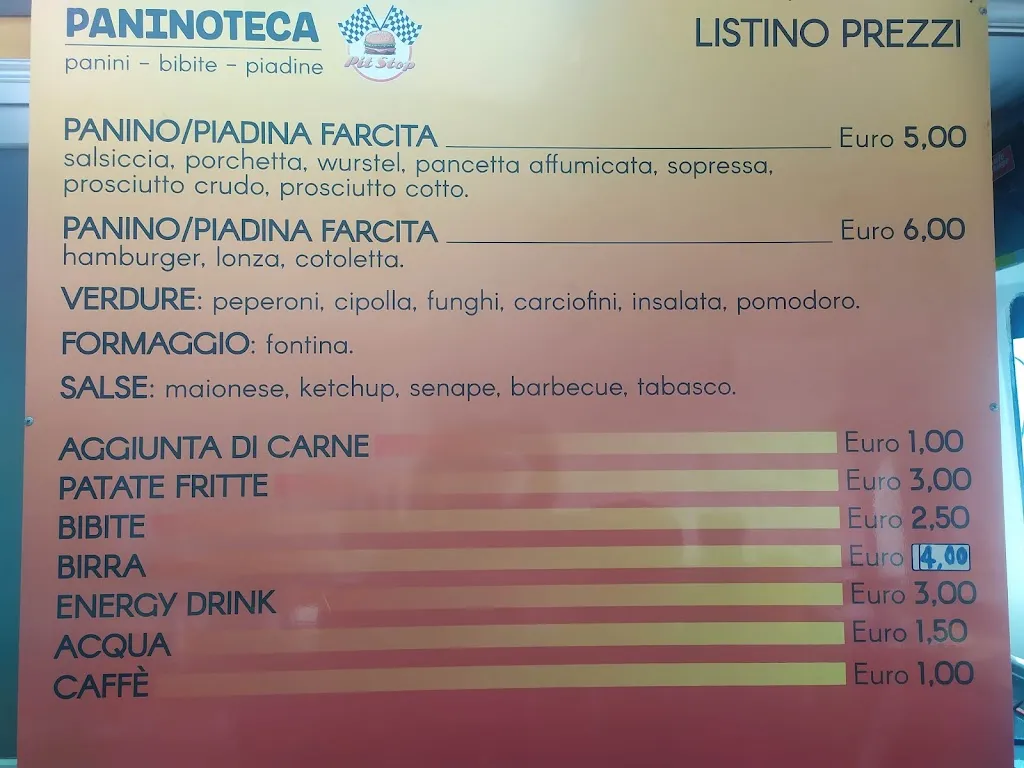 PANINOTECA
panini - bibite - piadine
Pit Stop
LISTINO PREZZI
PANINO/PIADINA FARCITA Euro 5,00
salsiccia, porchetta, wurstel, pancetta affumicata, sopressa,
prosciutto crudo, prosciutto cotto.
PANINO/PIADINA FARCITA Euro 6,00
hamburger, lonza, cotoletta.
VERDURE: peperoni, cipolla, funghi, carciofini, insalata, pomodoro.
FORMAGGIO: fontina.
SALSE: maionese, ketchup, senape, barbecue, tabasco.
AGGIUNTA DI CARNE Euro 1,00
PATATE FRITTE Euro 3,00
BIBITE Euro 2,50
BIRRA Euro 4,00
ENERGY DRINK Euro 3,00
ACQUA Euro 1,50
CAFFÈ Euro 1,00